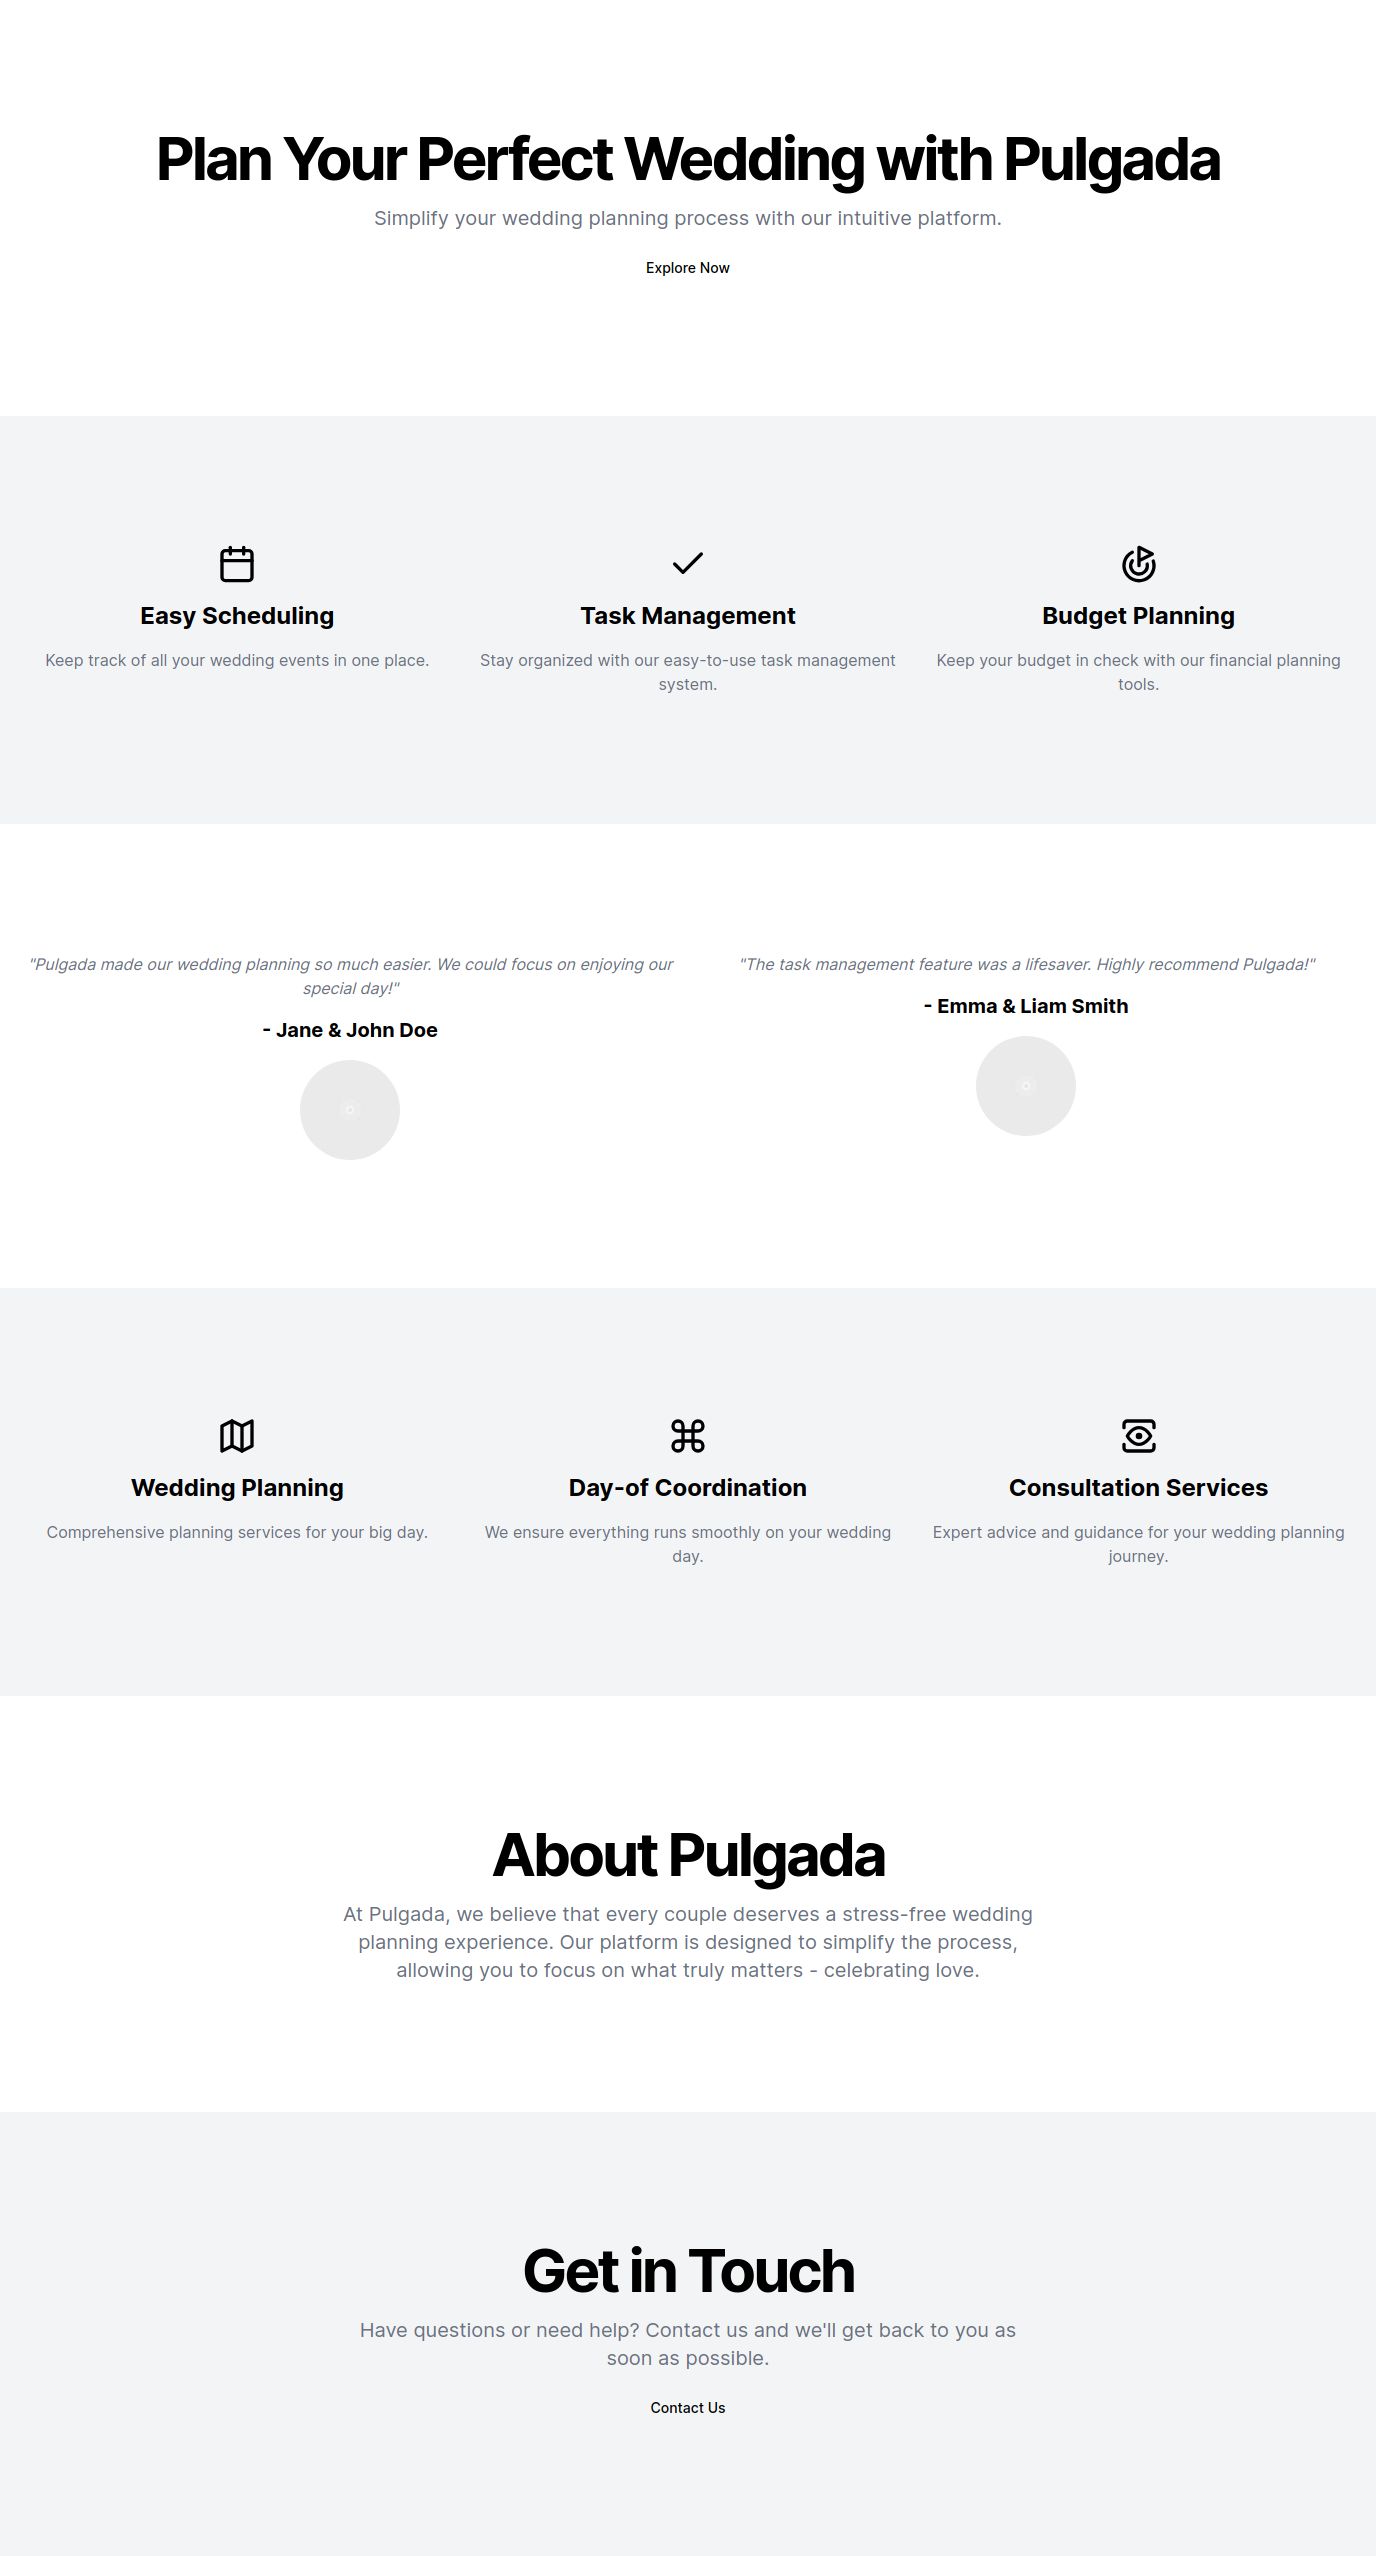 Plan Your Perfect Wedding with Pulgada
Simplify your wedding planning process with our intuitive platform.
Explore Now
Easy Scheduling
Keep track of all your wedding events in one place.
Task Management
Stay organized with our easy-to-use task management
system.
Budget Planning
Keep your budget in check with our financial planning
tools.
"Pulgada made our wedding planning so much easier. We could focus on enjoying our
special day!"
- Jane & John Doe
"The task management feature was a lifesaver. Highly recommend Pulgada!"
- Emma & Liam Smith
Wedding Planning
Comprehensive planning services for your big day.
Day-of Coordination
We ensure everything runs smoothly on your wedding
day.
Consultation Services
Expert advice and guidance for your wedding planning
journey.
About Pulgada
At Pulgada, we believe that every couple deserves a stress-free wedding
planning experience. Our platform is designed to simplify the process,
allowing you to focus on what truly matters - celebrating love.
Get in Touch
Have questions or need help? Contact us and we'll get back to you as
soon as possible.
Contact Us